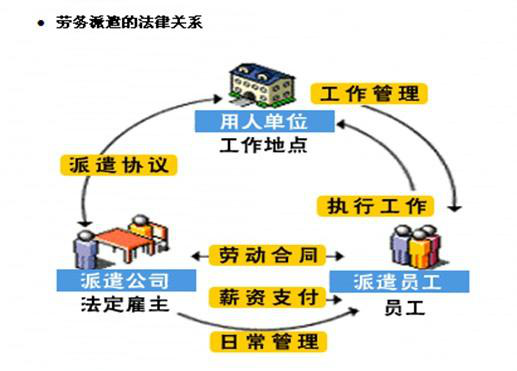 劳务派遣的法律关系
工作管理
用人单位
工作地点
派遣协议
执行工作
劳动合同
派遣公司
派遣员工
法定雇主
薪资支付
员工
日常管理